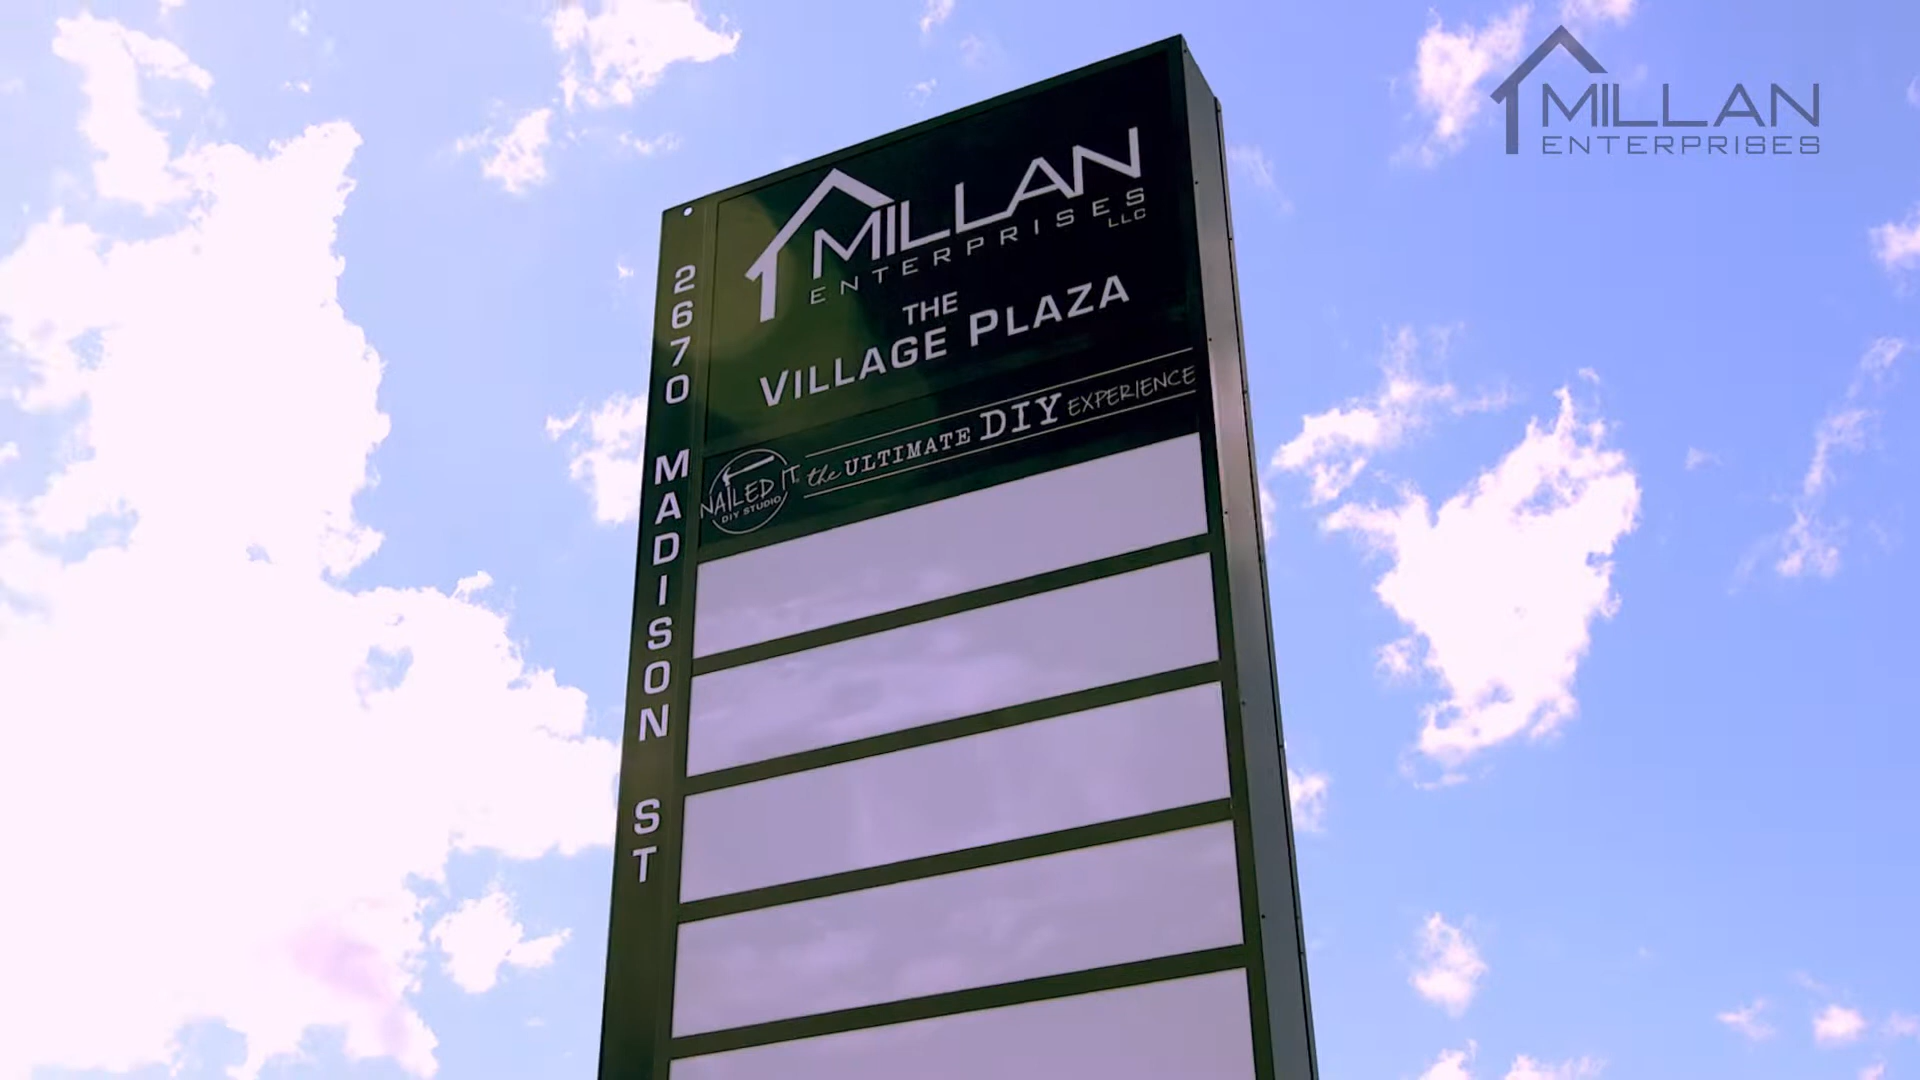 MILLAN
ENTERPRISES
MILLAN
ENTERPRISES
LLC
THE
VILLAGE PLAZA
NAILED IT
DIY STUDIO
the ULTIMATE DIY EXPERIENCE
2670 MADISON ST